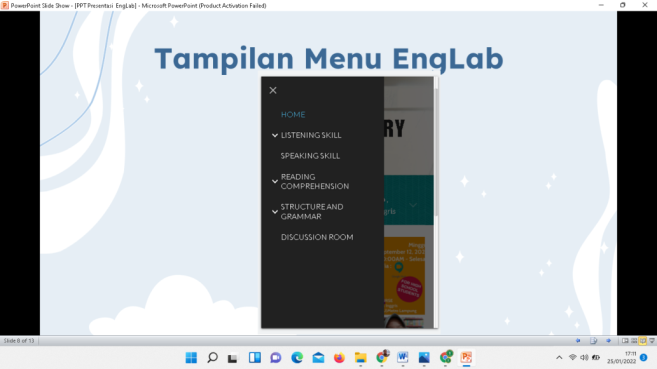 PowerPoint Slide Show - [PPT Presentasi EngLab] - Microsoft PowerPoint (Product Activation Failed)
Tampilan Menu EngLab
HOME
LISTENING SKILL
SPEAKING SKILL
READING
COMPREHENSION
STRUCTURE AND
GRAMMAR
DISCUSSION ROOM
RY
Slide 8 of 13
17:11
25/01/2022